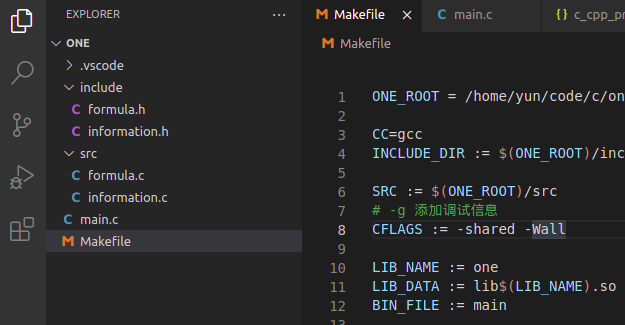 EXPLORER
ONE
.vscode
include
formula.h
information.h
src
formula.c
information.c
main.c
Makefile
Makefile
main.c
Makefile
1 ONE_ROOT = /home/yun/code/c/on
2
3 CC=gcc
4 INCLUDE_DIR := $(ONE_ROOT)/inc
5
6 SRC := $(ONE_ROOT)/src
7 # -g 添加调试信息
8 CFLAGS := -shared -Wall
9
10 LIB_NAME := one
11 LIB_DATA := lib$(LIB_NAME).so
12 BIN_FILE := main